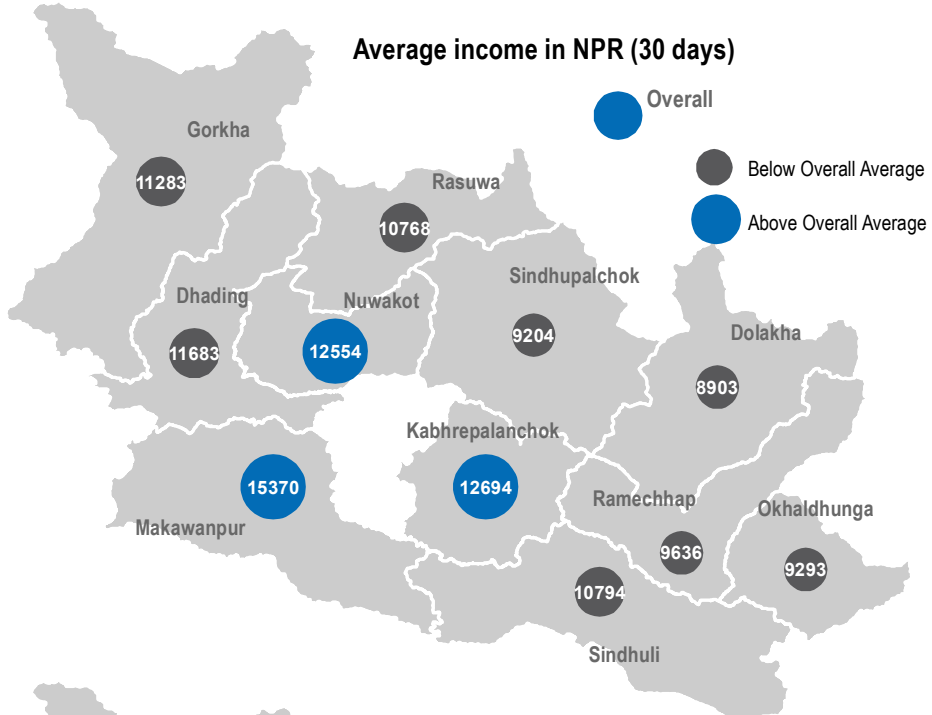 Average income in NPR (30 days)
Overall
Below Overall Average
Above Overall Average
Gorkha
11283
Rasuwa
10768
Sindhupalchok
9204
Dhading
11683
Nuwakot
12554
Dolakha
8903
Kabhrepalanchok
12694
Makawanpur
15370
Ramechhap
9636
Okhaldhunga
9293
Sindhuli
10794